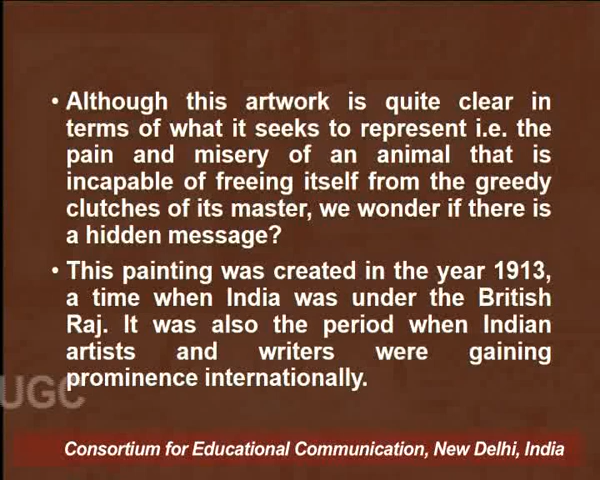 • Although this artwork is quite clear in
terms of what it seeks to represent i.e. the
pain and misery of an animal that is
incapable of freeing itself from the greedy
clutches of its master, we wonder if there is
a hidden message?
• This painting was created in the year 1913,
a time when India was under the British
Raj. It was also the period when Indian
artists and writers were gaining
prominence internationally.
UGC
Consortium for Educational Communication, New Delhi, India